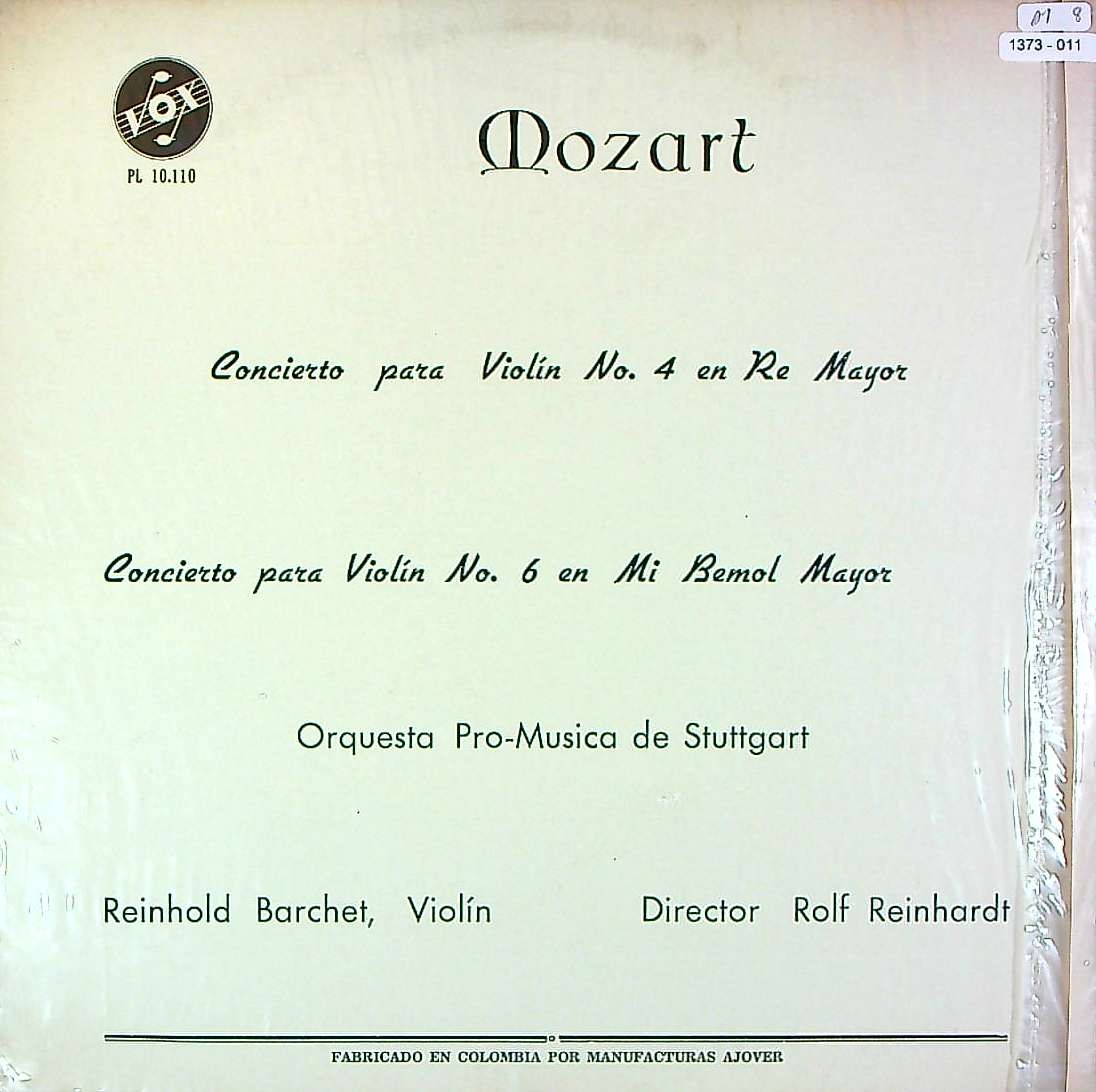 8
1373 - 011
VOX
PL 10.110
Mozart
Concierto para Violín No. 4 en Re Mayor
Concierto para Violín No. 6 en Mi Bemol Mayor
Orquesta Pro-Musica de Stuttgart
Reinhold Barchet, Violín Director Rolf Reinhardt
FABRICADO EN COLOMBIA POR MANUFACTURAS AJOVER